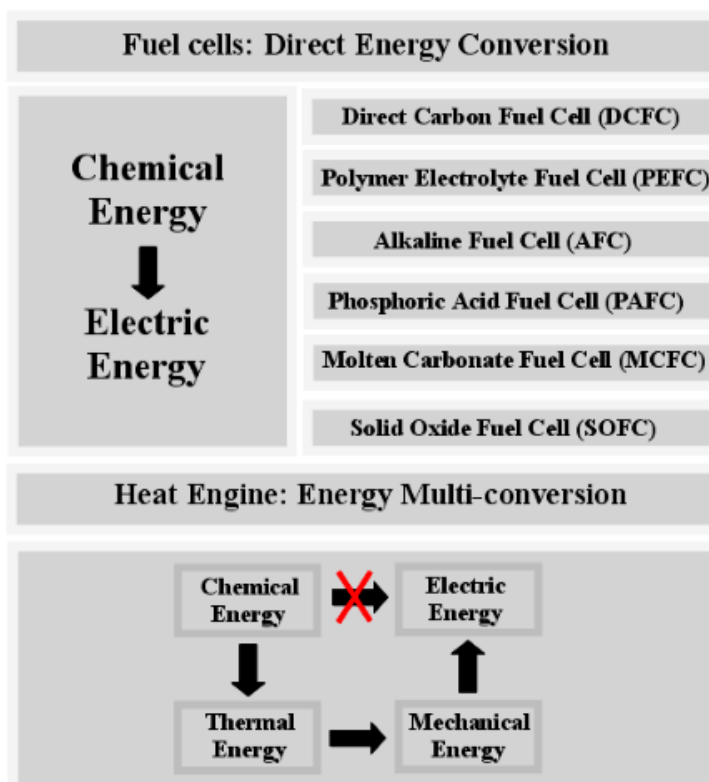 Fuel cells: Direct Energy Conversion
Chemical
Energy
Electric
Energy
Direct Carbon Fuel Cell (DCFC)
Polymer Electrolyte Fuel Cell (PEFC)
Alkaline Fuel Cell (AFC)
Phosphoric Acid Fuel Cell (PAFC)
Molten Carbonate Fuel Cell (MCFC)
Solid Oxide Fuel Cell (SOFC)
Heat Engine: Energy Multi-conversion
Chemical
Energy
Electric
Energy
Thermal
Energy
Mechanical
Energy